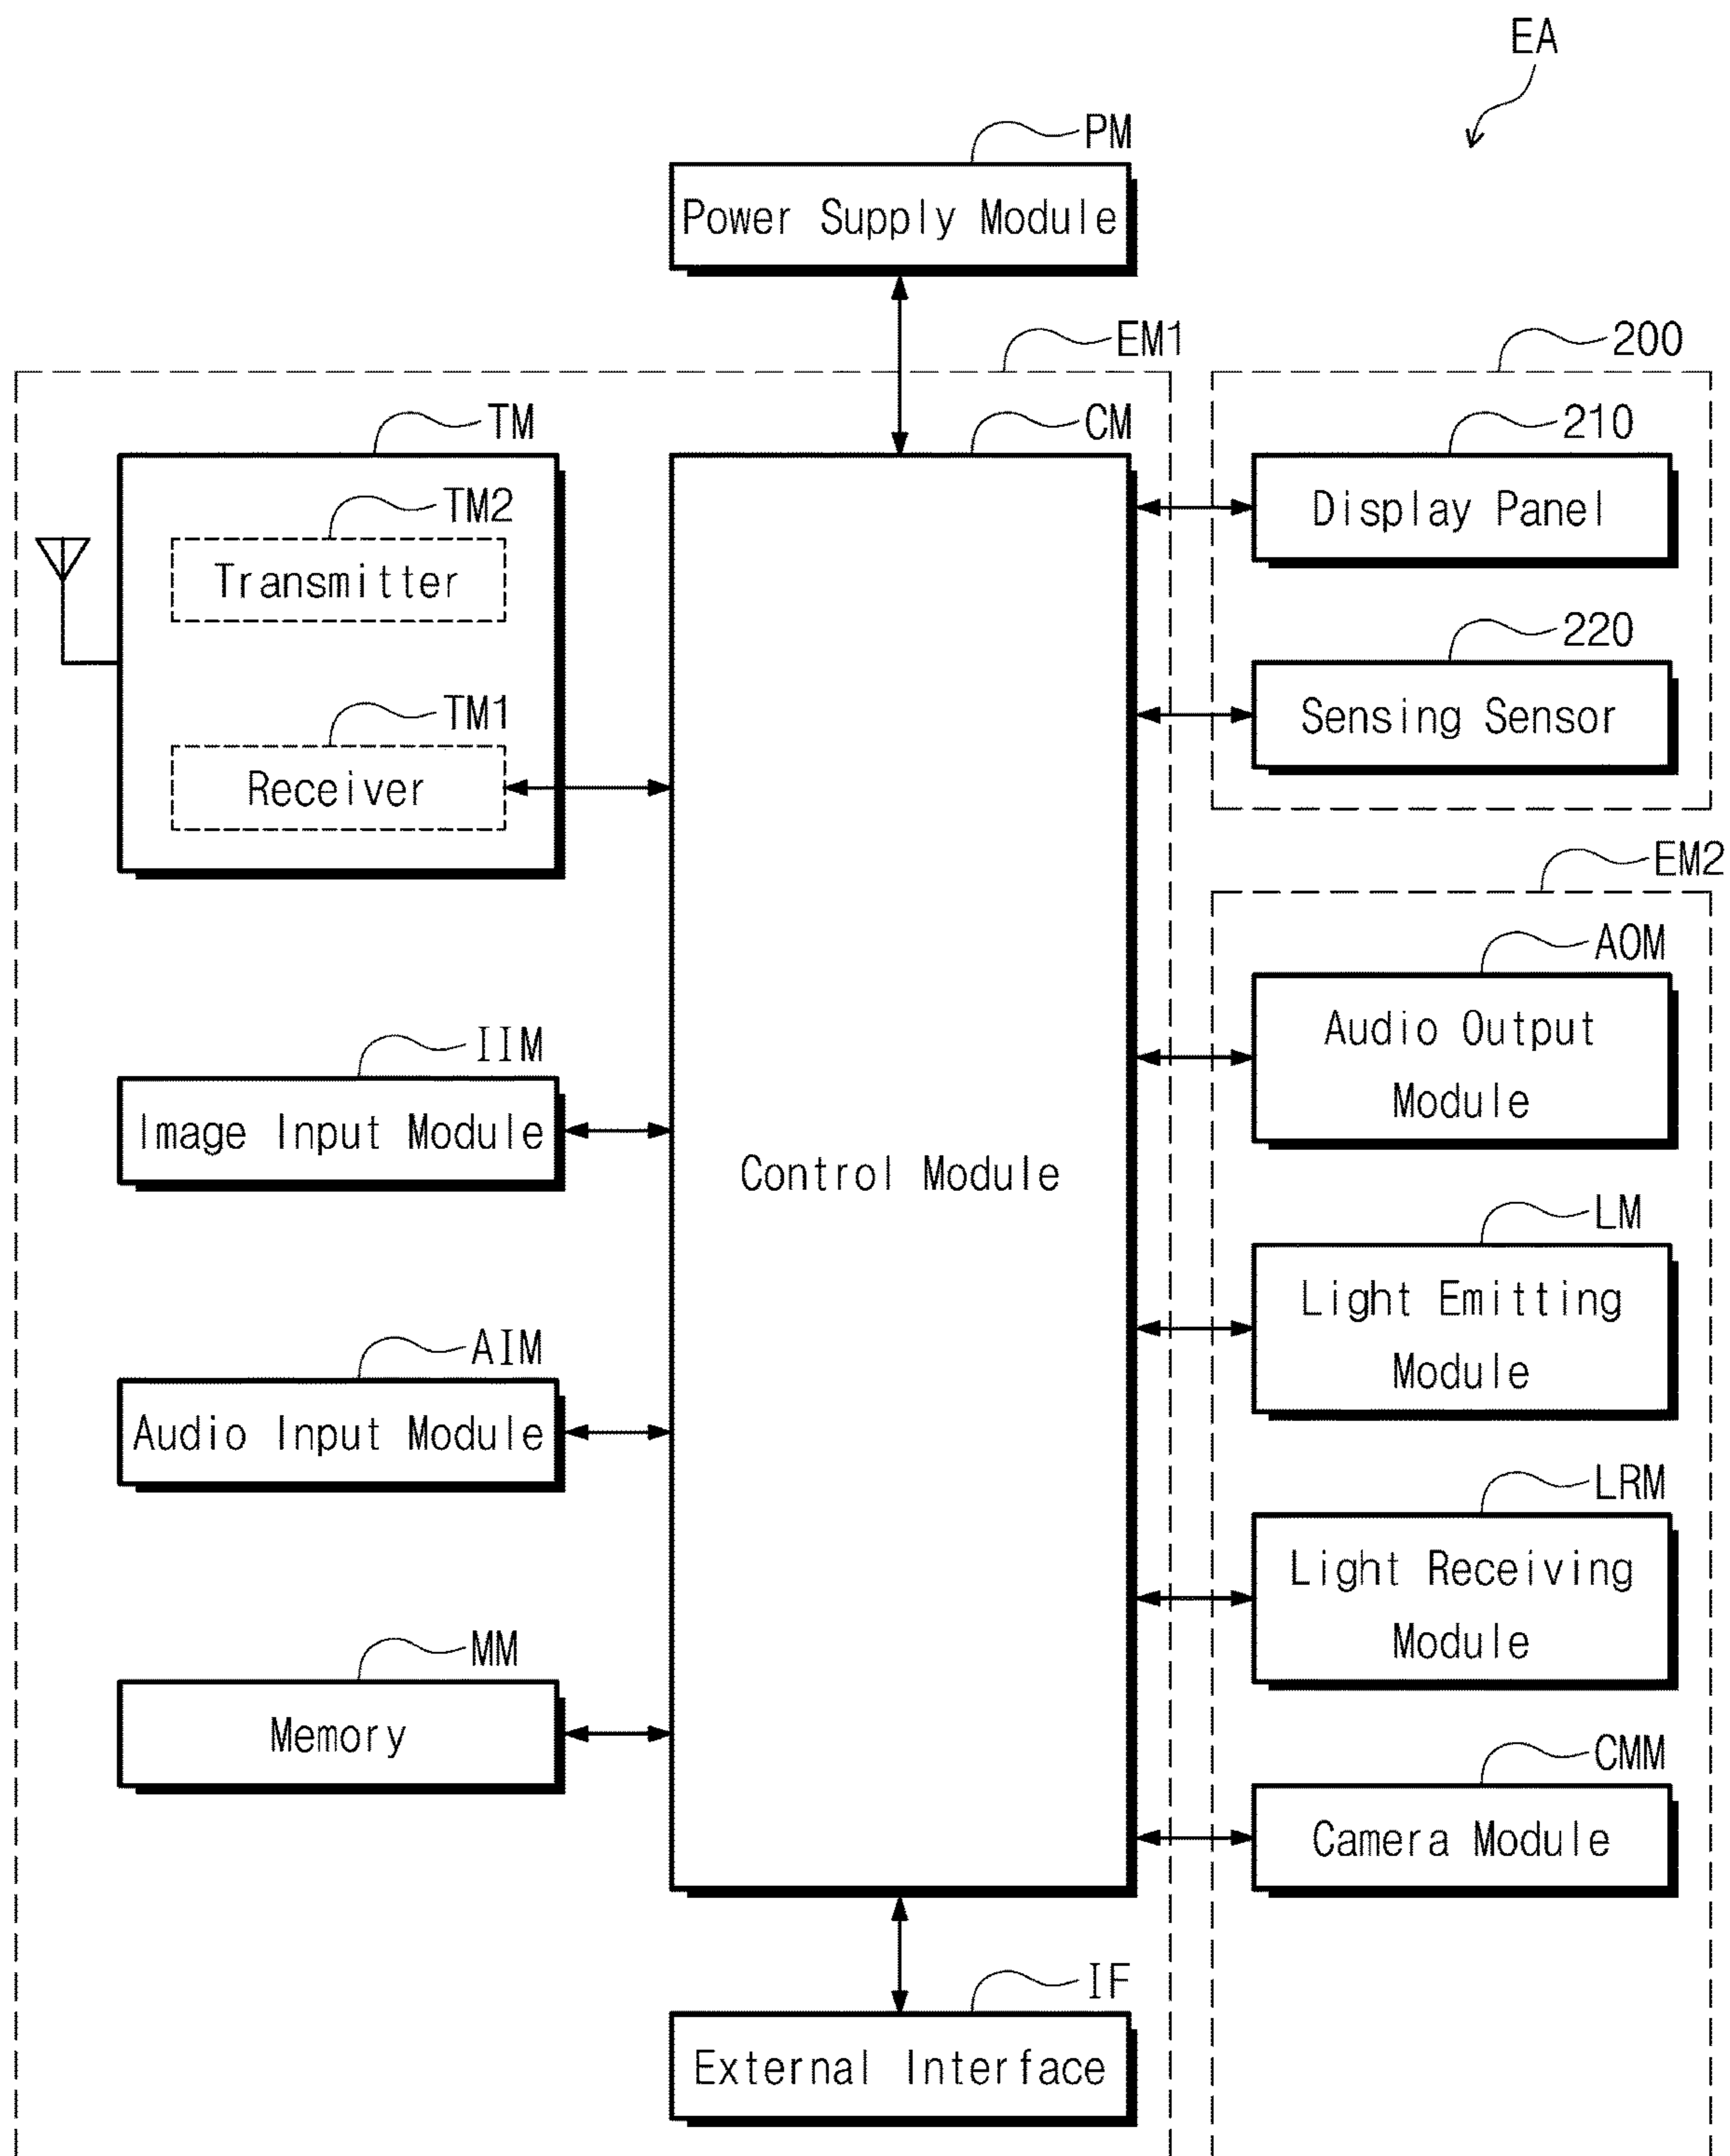 EA
PM
Power Supply Module
EM1
200
TM
CM
210
TM2
Display Panel
Transmitter
220
TM1
Sensing Sensor
Receiver
EM2
AOM
Audio Output
Module
IIM
Image Input Module
Control Module
LM
Light Emitting
Module
AIM
Audio Input Module
LRM
Light Receiving
Module
MM
Memory
CMM
Camera Module
IF
External Interface